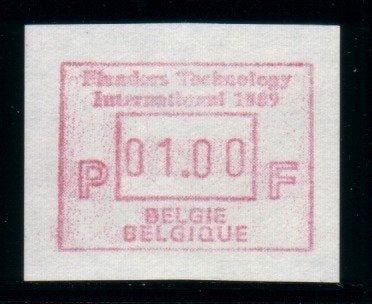 Flanders Technology
International 1989
P 01.00 F
BELGIE
BELGIQUE